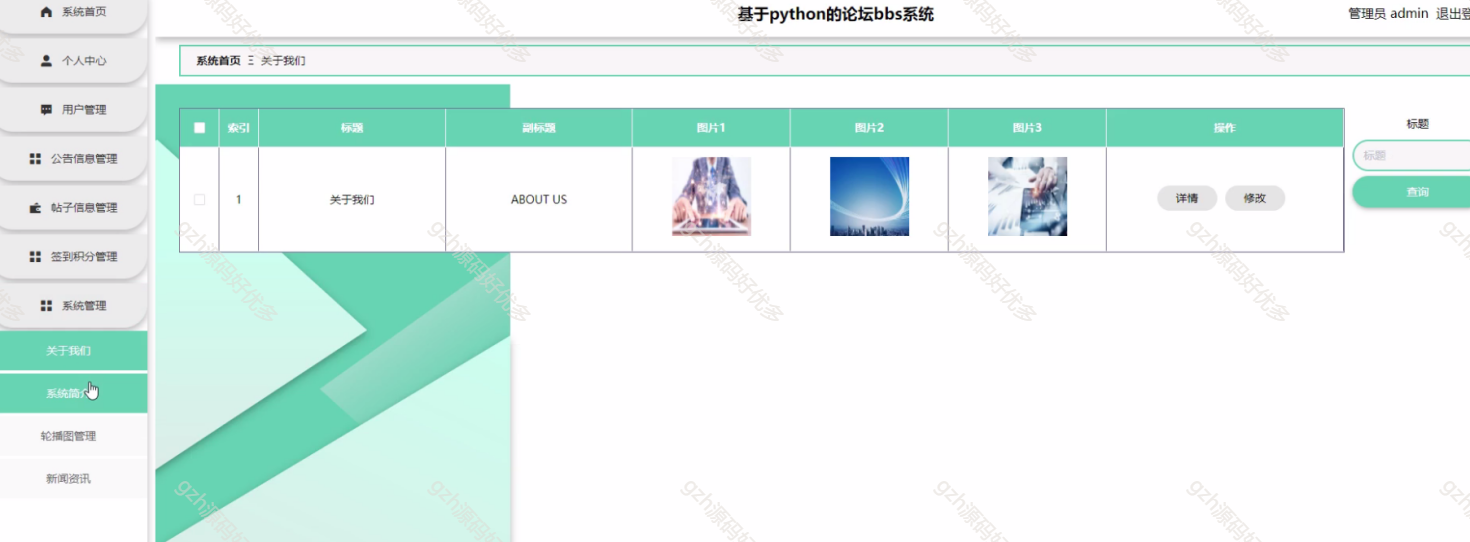 基于python的论坛bbs系统
管理员 admin 退出登
系统首页
个人中心
用户管理
公告信息管理
帖子信息管理
签到积分管理
系统管理
关于我们
系统简介
轮播图管理
新闻资讯
系统首页 Ξ 关于我们
索引 标题 副标题 图片1 图片2 图片3 操作
1 关于我们 ABOUT US 详情 修改
标题
标题
查询
gzh源码好优多